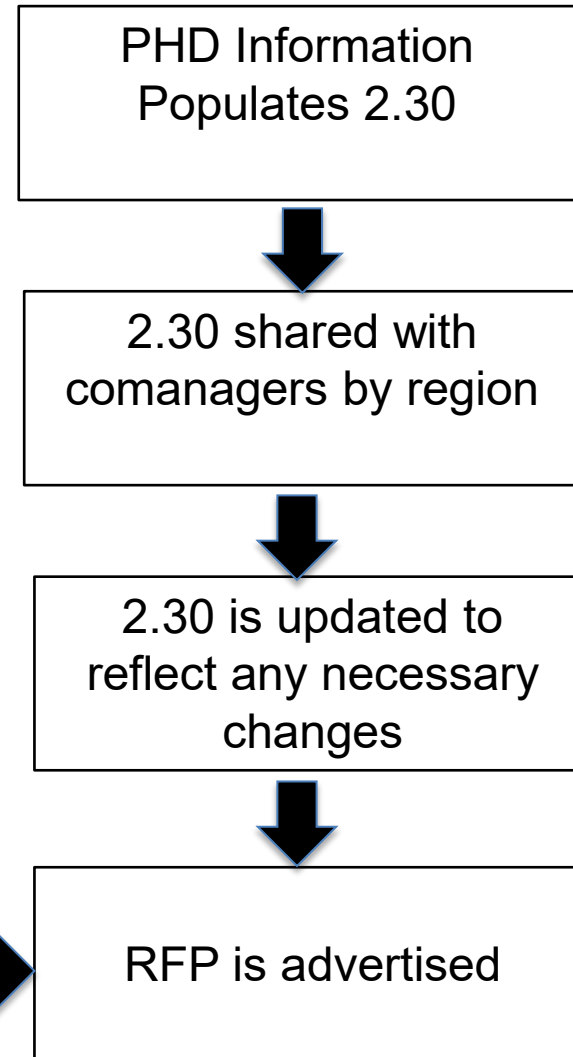 PHD Information
Populates 2.30
2.30 shared with
comanagers by region
2.30 is updated to
reflect any necessary
changes
RFP is advertised